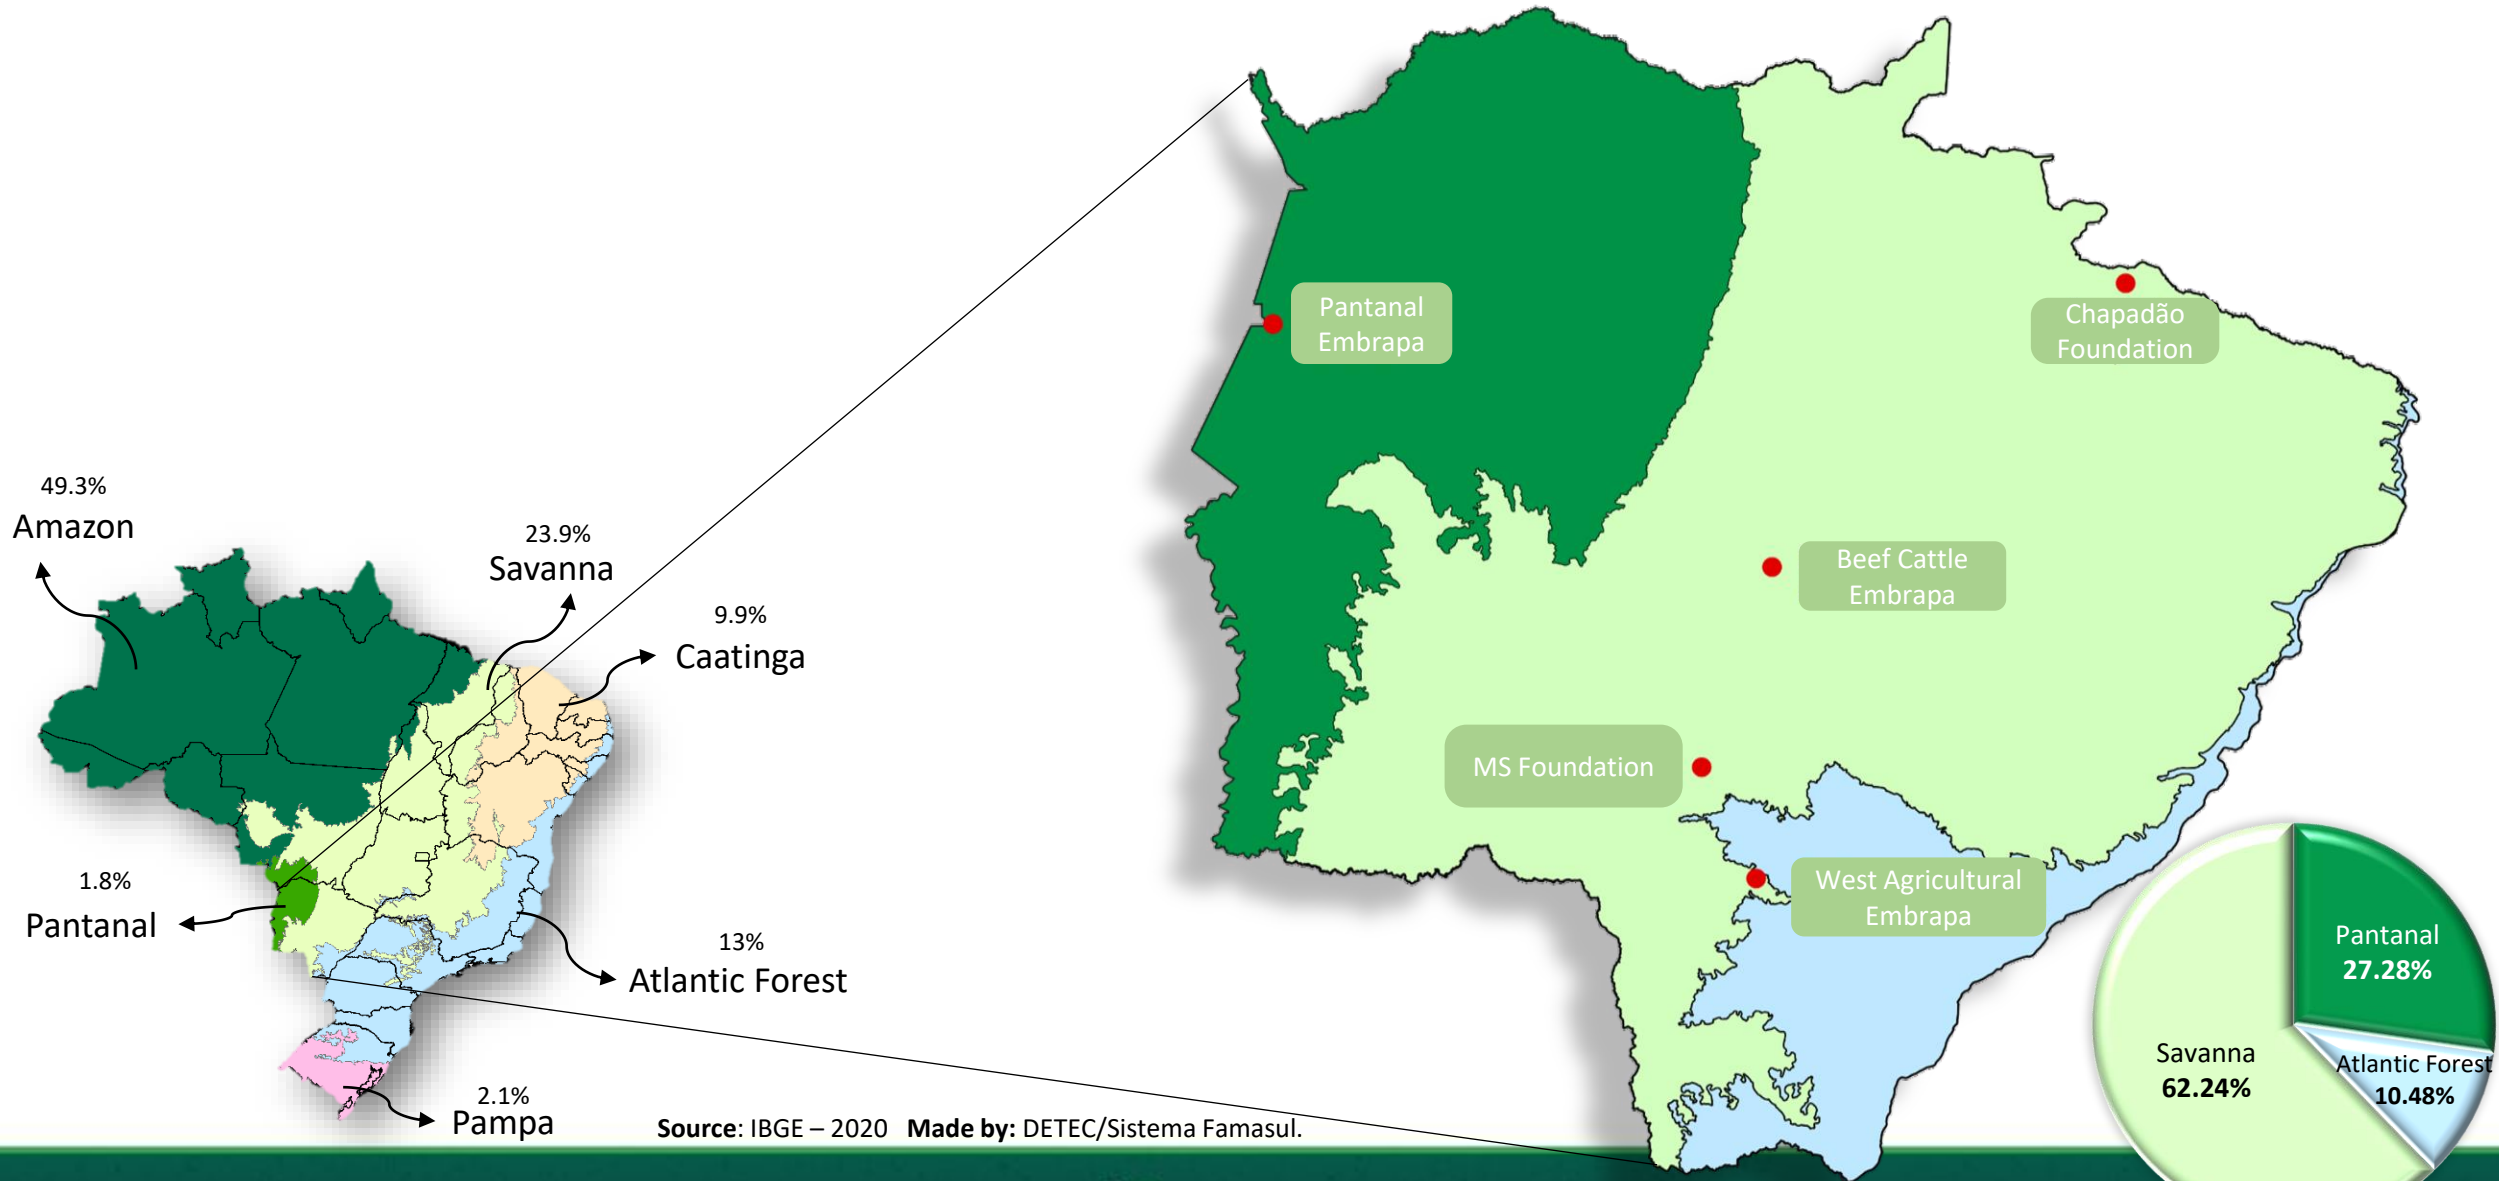 49.3%
Amazon
23.9%
Savanna
9.9%
Caatinga
1.8%
Pantanal
13%
Atlantic Forest
2.1%
Pampa
Source: IBGE – 2020 Made by: DETEC/Sistema Famasul.
Pantanal
Embrapa
Chapadão
Foundation
Beef Cattle
Embrapa
MS Foundation
West Agricultural
Embrapa
Pantanal
27.28%
Atlantic Forest
10.48%
Savanna
62.24%